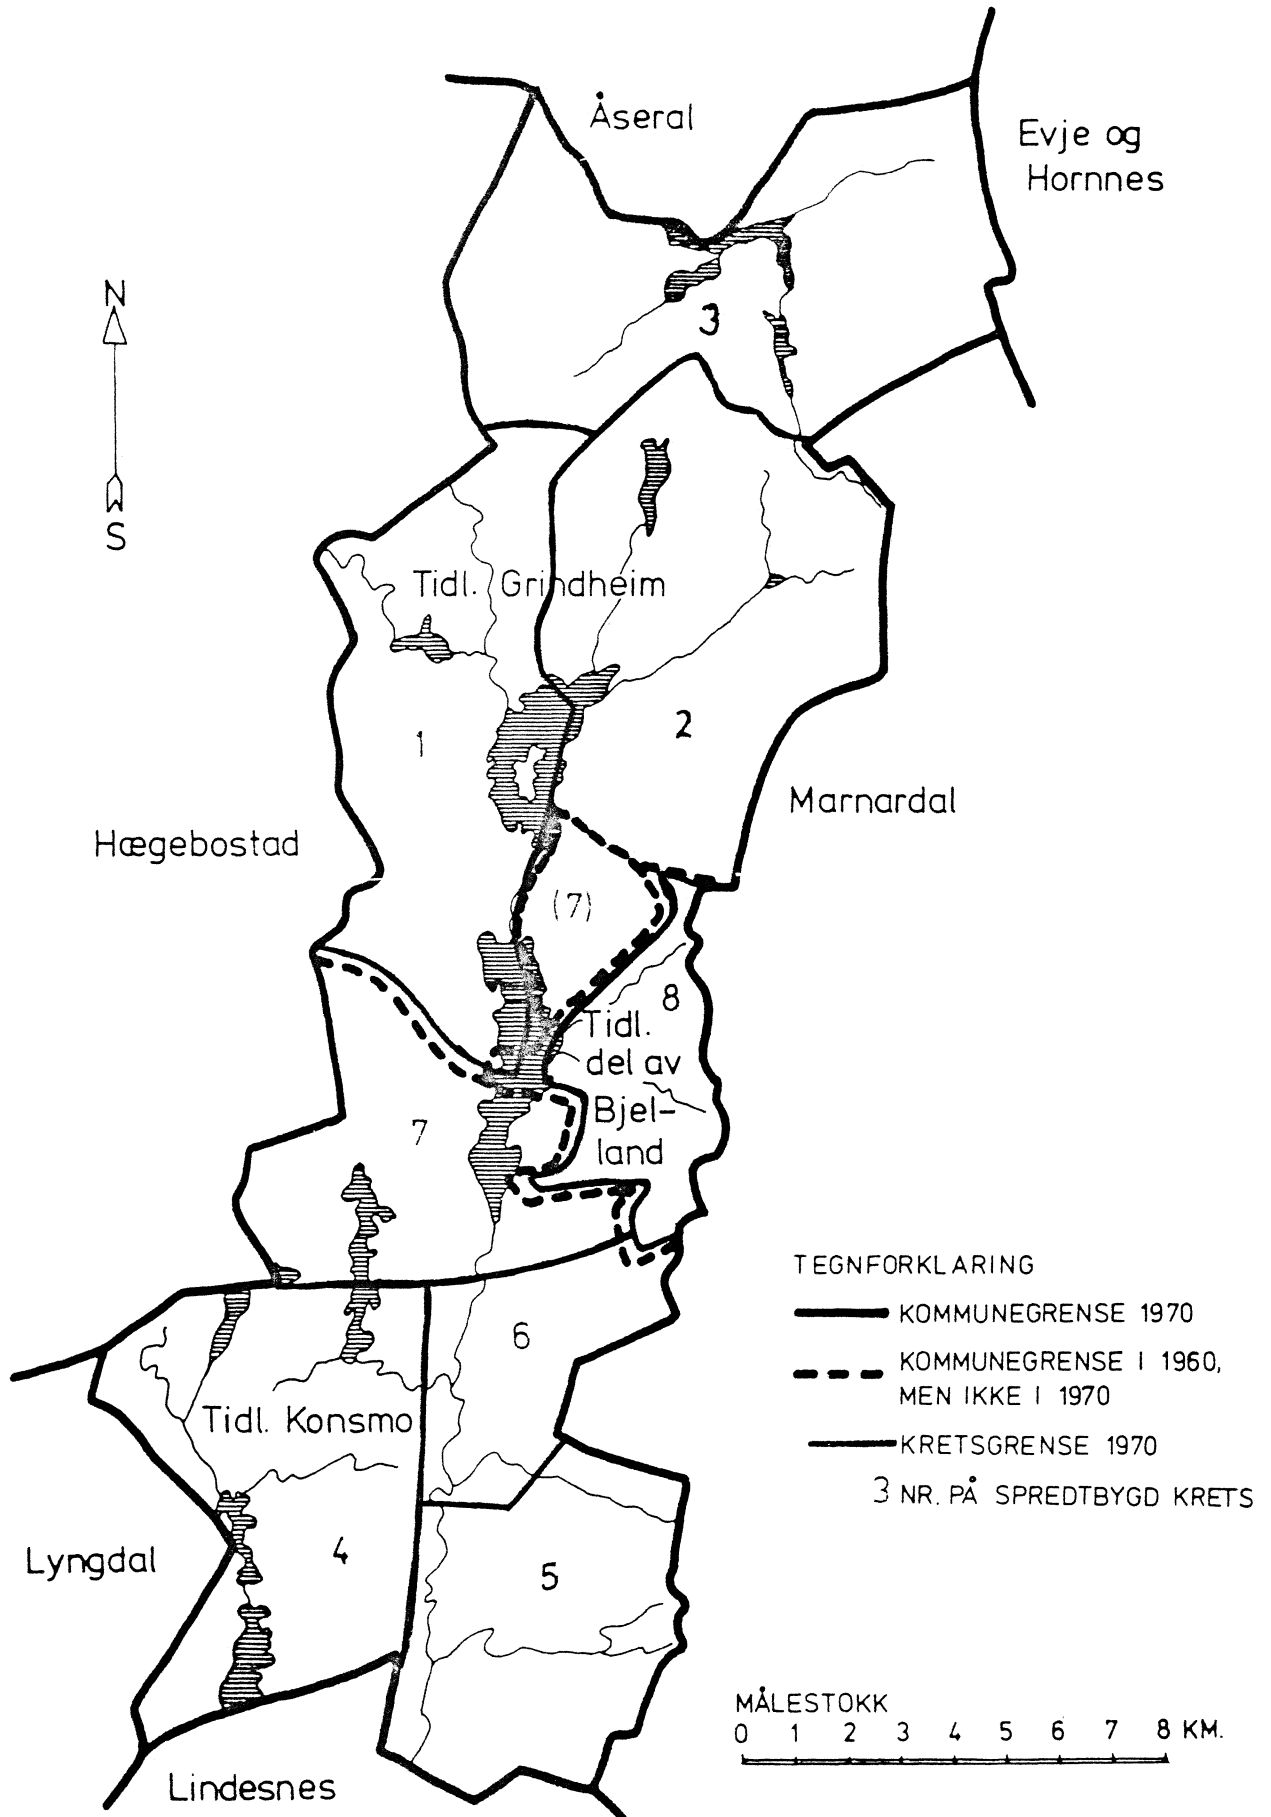 Åseral
Evje og
Hornnes
N
S
3
Tidl. Grindheim
1
2
Marnardal
Hægebostad
(7)
8
Tidl.
del av
Bjel-
land
7
TEGNFORKLARING
KOMMUNEGRENSE 1970
KOMMUNEGRENSE I 1960,
MEN IKKE I 1970
KRETSGRENSE 1970
3 NR. PÅ SPREDTBYGD KRETS
6
Tidl. Konsmo
4
5
Lyngdal
MÅLESTOKK
0 1 2 3 4 5 6 7 8 KM.
Lindesnes